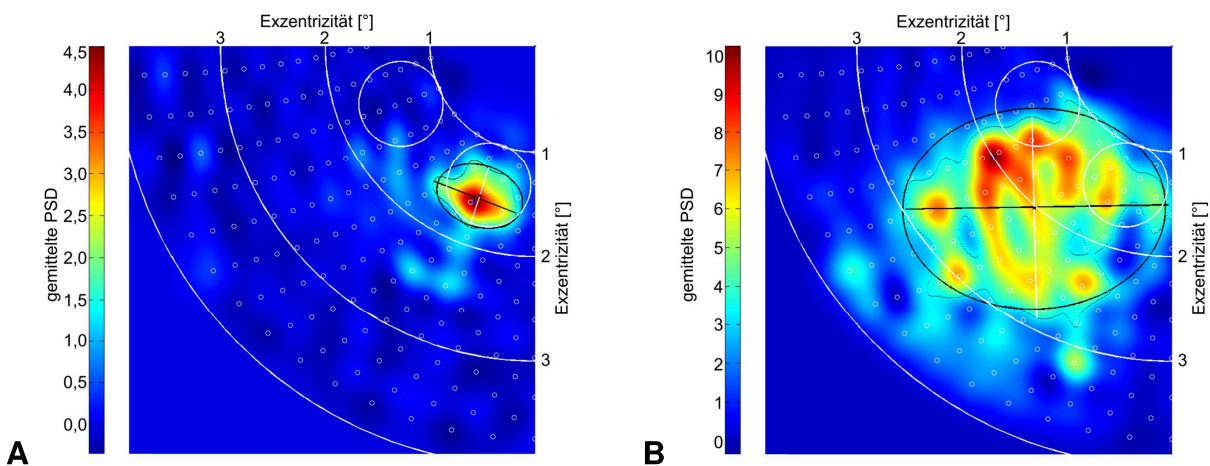 Exzentrizität [°]
3 2 1
4,5
4,0
3,5
3,0
2,5
2,0
1,5
1,0
0,5
0,0
gemittelte PSD
1
2
3
Exzentrizität [°]
A
Exzentrizität [°]
3 2 1
10
9
8
7
6
5
4
3
2
1
0
gemittelte PSD
1
2
3
Exzentrizität [°]
B